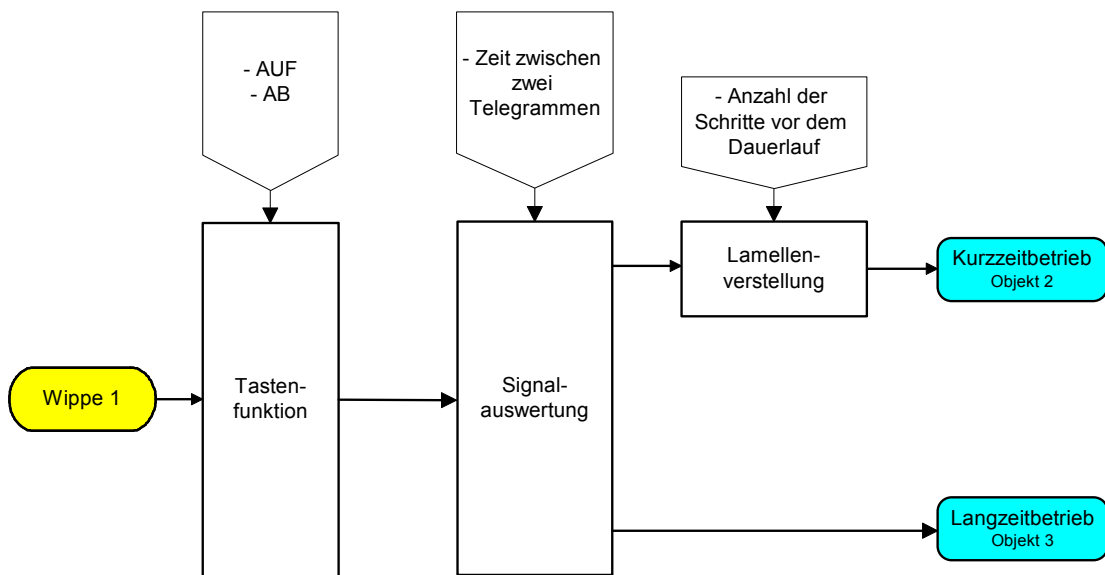 - AUF
- AB
- Zeit zwischen
zwei
Telegrammen
- Anzahl der
Schritte vor dem
Dauerlauf
Wippe 1
Tasten-
funktion
Signal-
auswertung
Lamellen-
verstellung
Kurzzeitbetrieb
Objekt 2
Langzeitbetrieb
Objekt 3